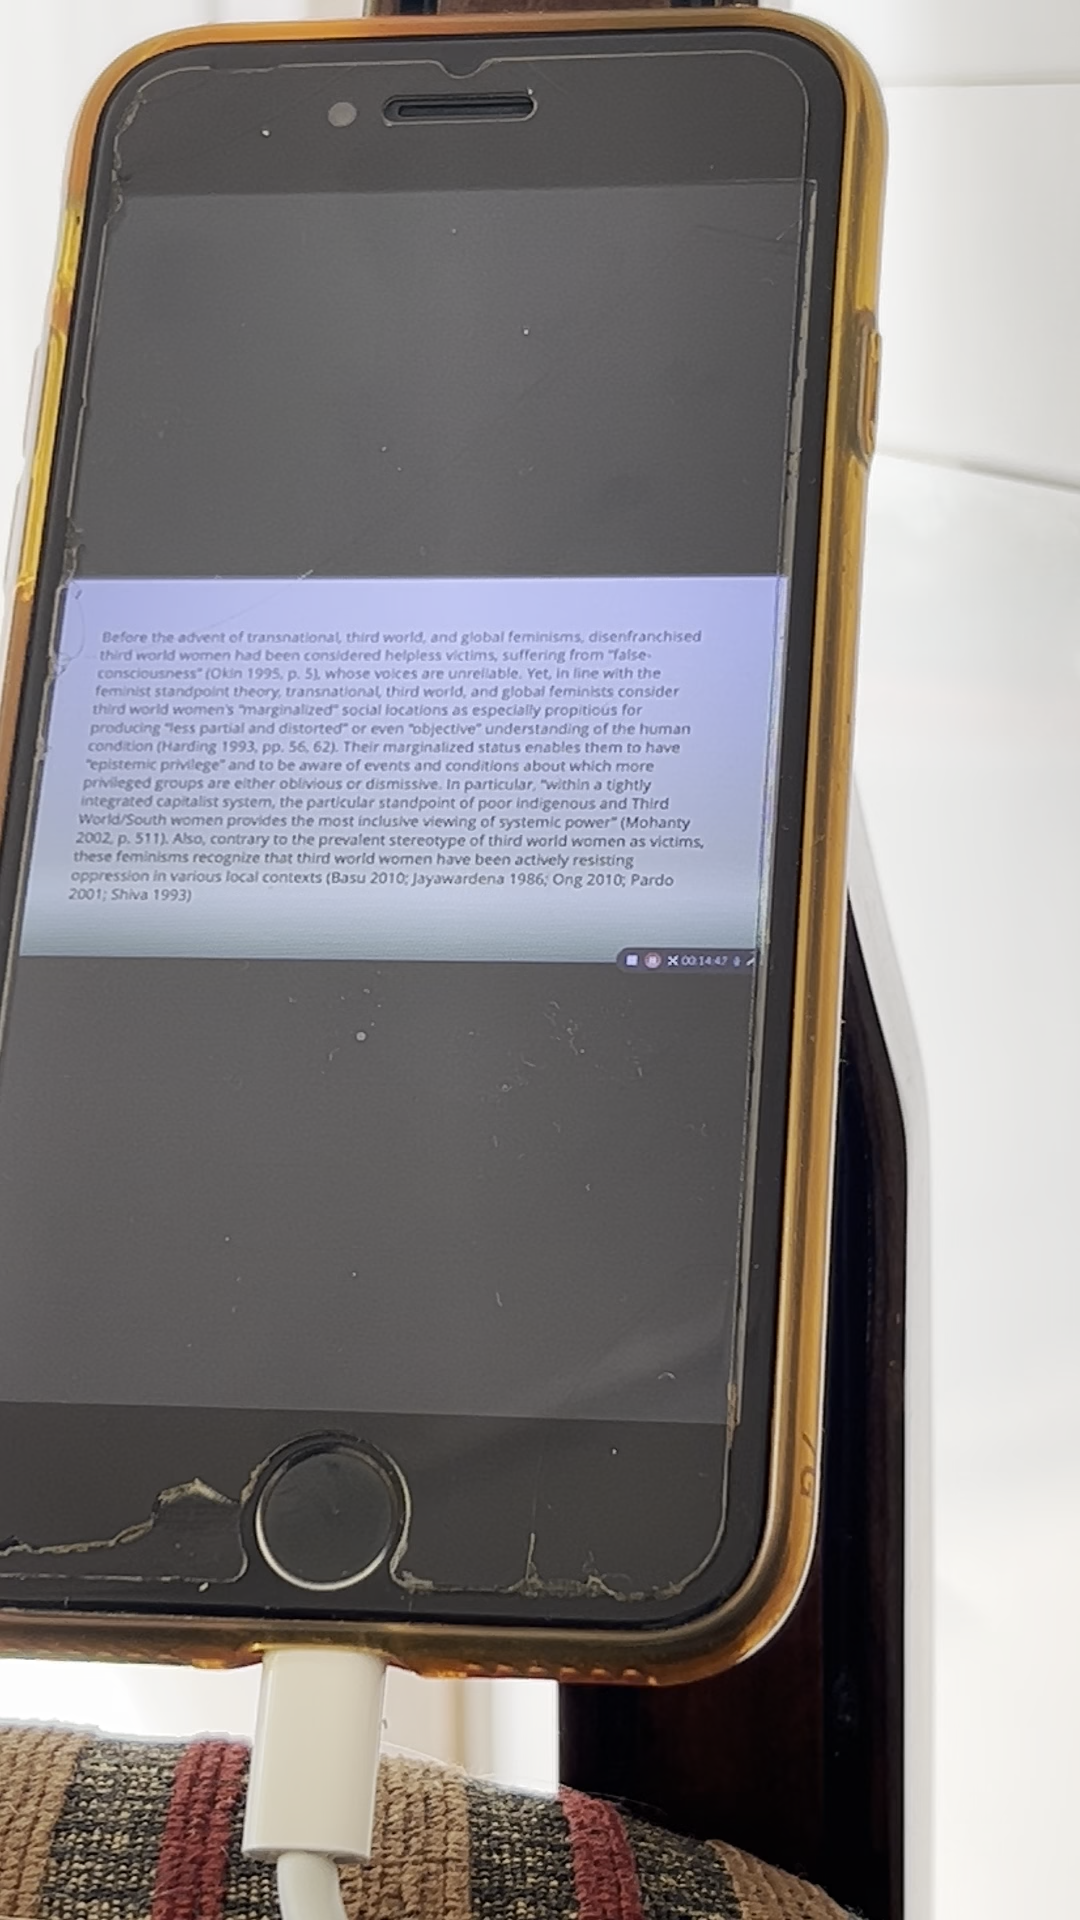 Before the advent of transnational, third world, and global feminisms, disenfranchised
third world women had been considered helpless victims, suffering from "false-
consciousness" (Okin 1995, p. 5), whose voices are unreliable. Yet, in line with the
feminist standpoint theory, transnational, third world, and global feminists consider
third world women's "marginalized" social locations as especially propitious for
producing "less partial and distorted" or even "objective" understanding of the human
condition (Harding 1993, pp. 56, 62). Their marginalized status enables them to have
"epistemic privilege" and to be aware of events and conditions about which more
privileged groups are either oblivious or dismissive. In particular, "within a tightly
integrated capitalist system, the particular standpoint of poor indigenous and Third
World/South women provides the most inclusive viewing of systemic power" (Mohanty
2002, p. 511). Also, contrary to the prevalent stereotype of third world women as victims,
these feminisms recognize that third world women have been actively resisting
oppression in various local contexts (Basu 2010; Jayawardena 1986; Ong 2010; Pardo
2001; Shiva 1993)
00:14:47